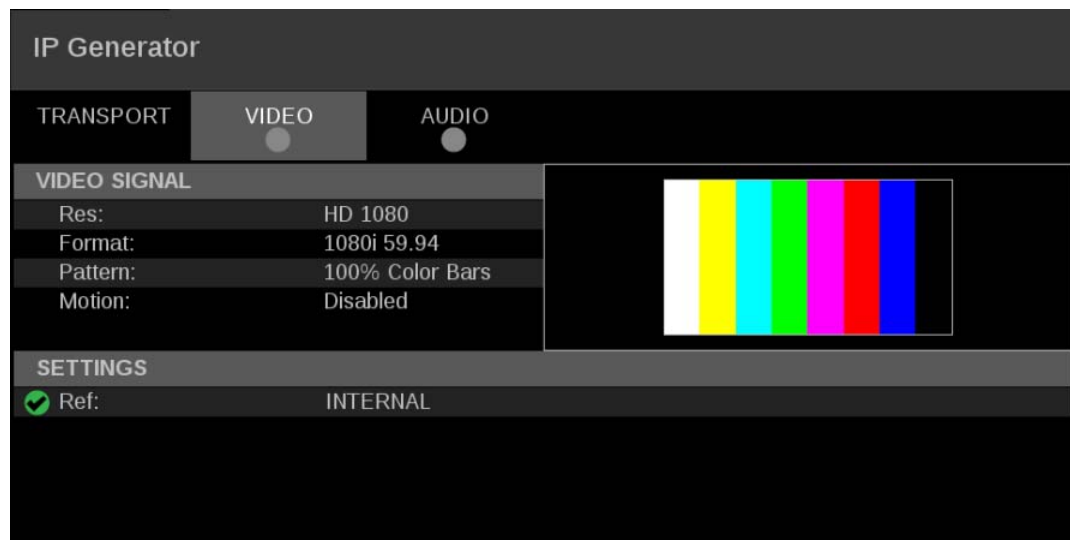 IP Generator
TRANSPORT VIDEO AUDIO
VIDEO SIGNAL
Res: HD 1080
Format: 1080i 59.94
Pattern: 100% Color Bars
Motion: Disabled
SETTINGS
Ref: INTERNAL